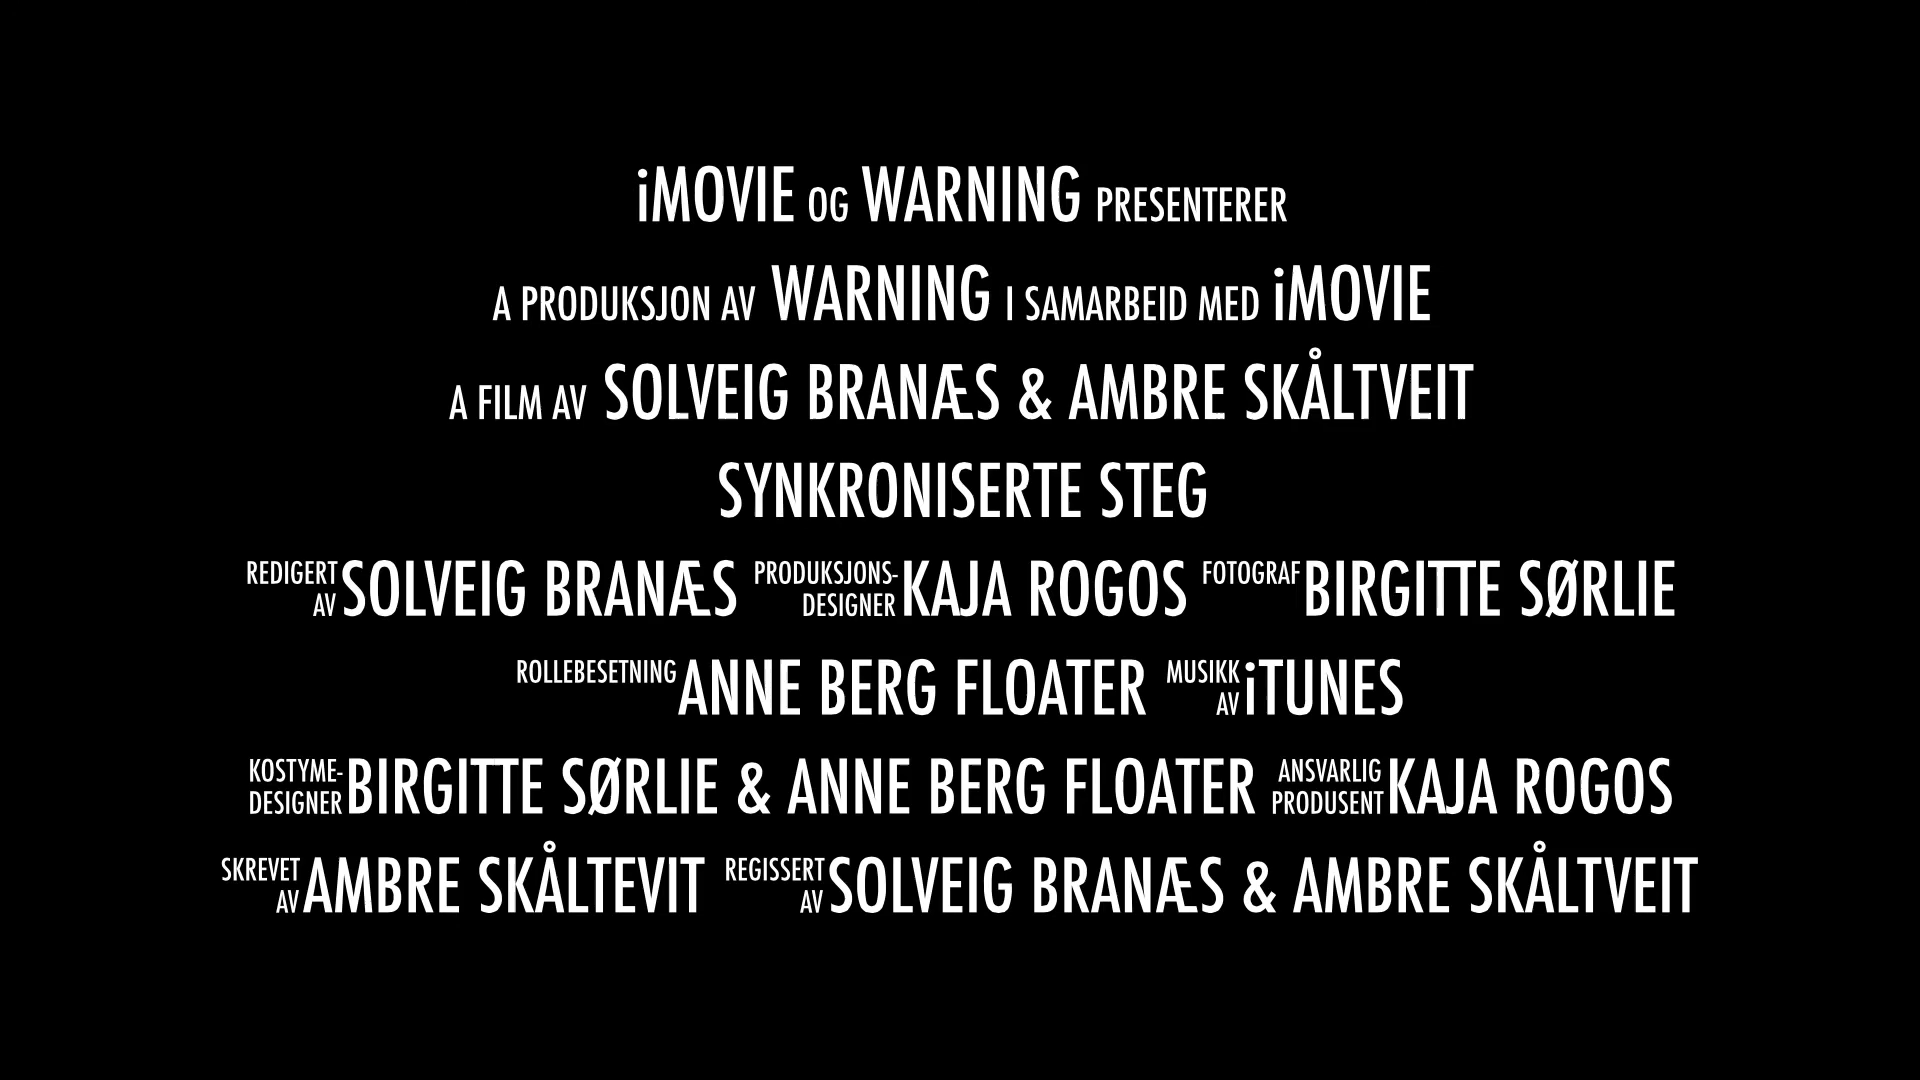 iMOVIE OG WARNING PRESENTERER
A PRODUKSJON AV WARNING I SAMARBEID MED iMOVIE
A FILM AV SOLVEIG BRANÆS & AMBRE SKÅLTVEIT
SYNKRONISERTE STEG
REDIGERT AV SOLVEIG BRANÆS PRODUKSJONS-DESIGNER KAJA ROGOS FOTOGRAF BIRGITTE SØRLIE
ROLLEBESETNING ANNE BERG FLOATER MUSIKK AV iTUNES
KOSTYME-DESIGNER BIRGITTE SØRLIE & ANNE BERG FLOATER ANSVARLIG PRODUSENT KAJA ROGOS
SKREVET AV AMBRE SKÅLTEVIT REGISSERT AV SOLVEIG BRANÆS & AMBRE SKÅLTVEIT